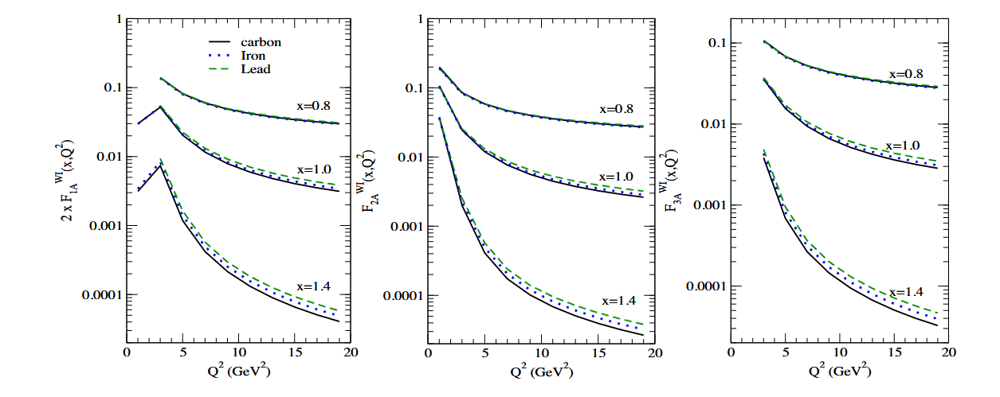 1
0.1
0.01
0.001
0.0001
2 x F1A^WI(x,Q²)
carbon
Iron
Lead
x=0.8
x=1.0
x=1.4
0 5 10 15 20
Q² (GeV²)
1
0.1
0.01
0.001
0.0001
F2A^WI(x,Q²)
x=0.8
x=1.0
x=1.4
0 5 10 15 20
Q² (GeV²)
0.1
0.01
0.001
0.0001
F3A^WI(x,Q²)
x=0.8
x=1.0
x=1.4
0 5 10 15 20
Q² (GeV²)